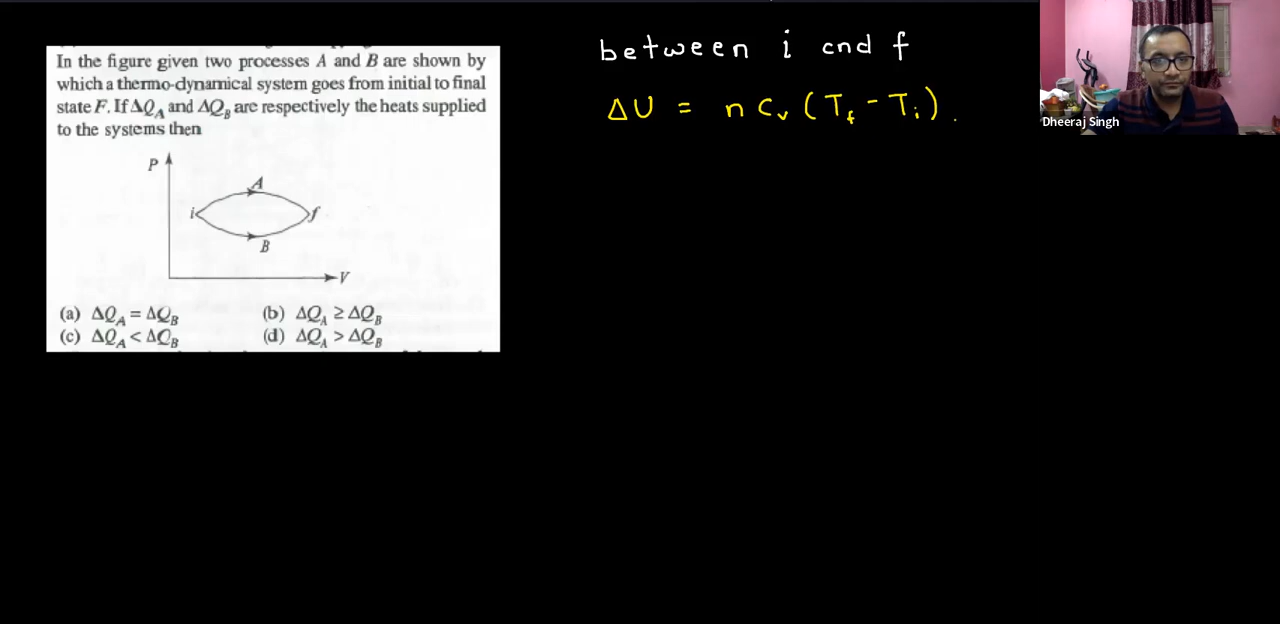 In the figure given two processes A and B are shown by
which a thermo-dynamical system goes from initial to final
state F. If ΔQ_A and ΔQ_B are respectively the heats supplied
to the systems then
P
A
i
f
B
V
(a) ΔQ_A = ΔQ_B
(b) ΔQ_A ≥ ΔQ_B
(c) ΔQ_A < ΔQ_B
(d) ΔQ_A > ΔQ_B
between i and f
ΔU = n C_v (T_f - T_i).
Dheeraj Singh